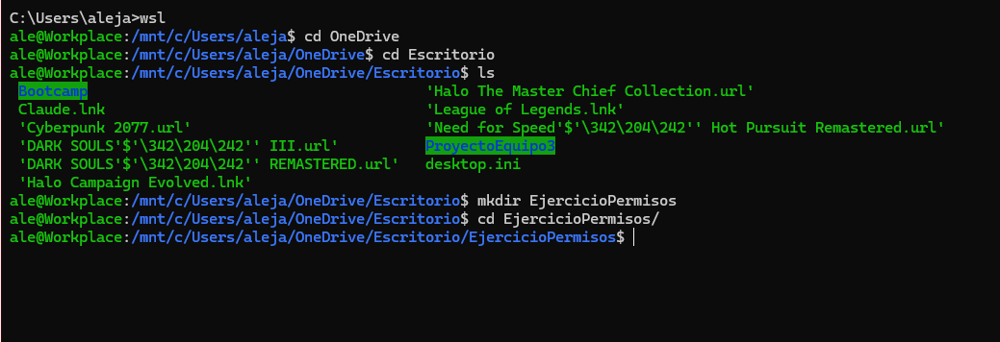 C:\Users\aleja>wsl
ale@Workplace:/mnt/c/Users/aleja$ cd OneDrive
ale@Workplace:/mnt/c/Users/aleja/OneDrive$ cd Escritorio
ale@Workplace:/mnt/c/Users/aleja/OneDrive/Escritorio$ ls
Bootcamp 'Halo The Master Chief Collection.url'
Claude.lnk 'League of Legends.lnk'
'Cyberpunk 2077.url' 'Need for Speed'$'\342\204\242'' Hot Pursuit Remastered.url'
'DARK SOULS'$'\342\204\242'' III.url' ProyectoEquipo3
'DARK SOULS'$'\342\204\242'' REMASTERED.url' desktop.ini
'Halo Campaign Evolved.lnk'
ale@Workplace:/mnt/c/Users/aleja/OneDrive/Escritorio$ mkdir EjercicioPermisos
ale@Workplace:/mnt/c/Users/aleja/OneDrive/Escritorio$ cd EjercicioPermisos/
ale@Workplace:/mnt/c/Users/aleja/OneDrive/Escritorio/EjercicioPermisos$